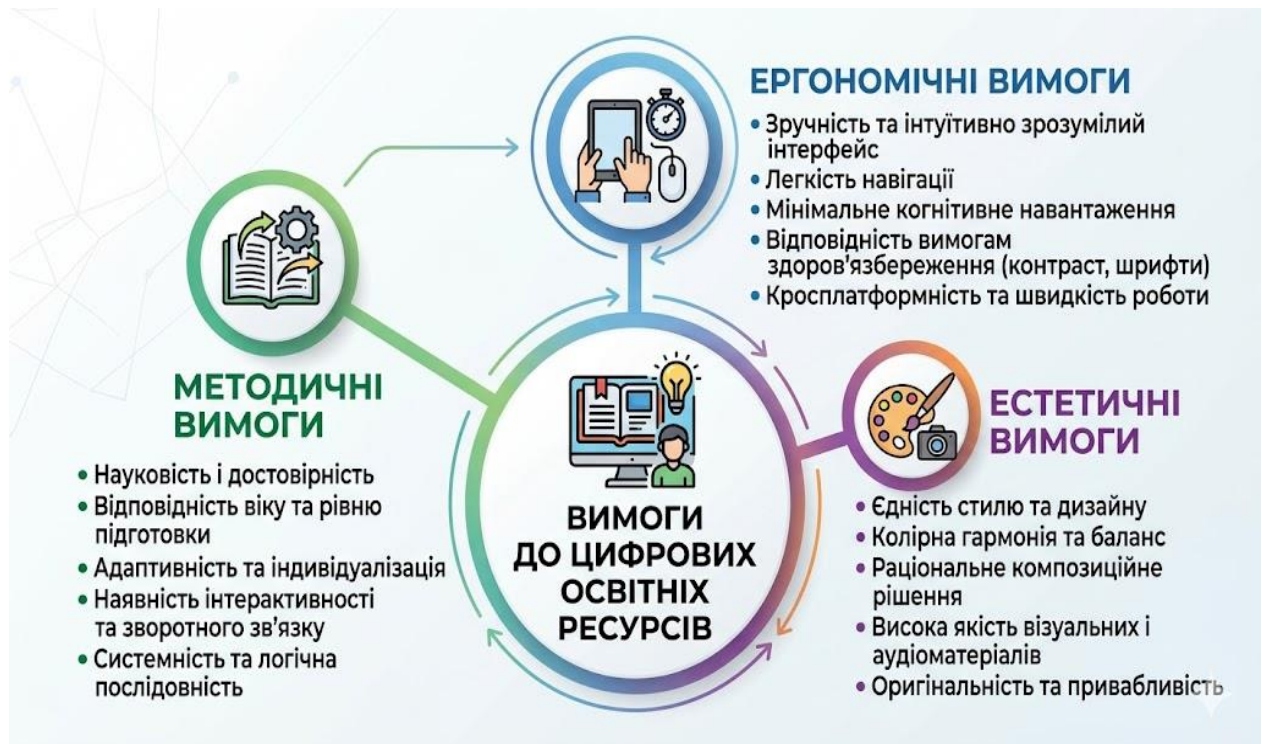 ЕРГОНОМІЧНІ ВИМОГИ
• Зручність та інтуїтивно зрозумілий
інтерфейс
• Легкість навігації
• Мінімальне когнітивне навантаження
• Відповідність вимогам
здоров'язбереження (контраст, шрифти)
• Кросплатформність та швидкість роботи
МЕТОДИЧНІ
ВИМОГИ
• Науковість і достовірність
• Відповідність віку та рівню
підготовки
• Адаптивність та індивідуалізація
• Наявність інтерактивності
та зворотного зв'язку
• Системність та логічна
послідовність
ВИМОГИ
ДО ЦИФРОВИХ
ОСВІТНІХ
РЕСУРСІВ
ЕСТЕТИЧНІ
ВИМОГИ
• Єдність стилю та дизайну
• Колірна гармонія та баланс
• Раціональне композиційне
рішення
• Висока якість візуальних і
аудіоматеріалів
• Оригінальність та привабливість